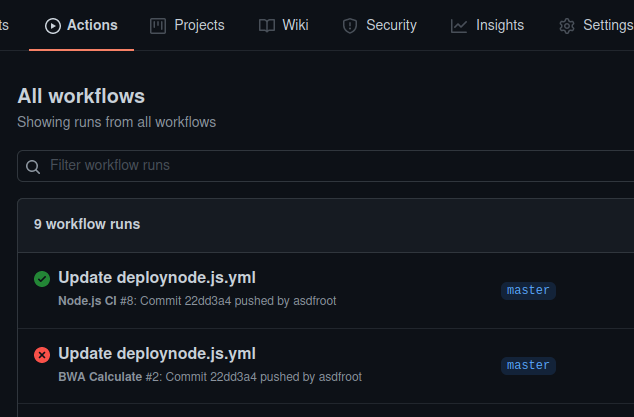 ts Actions Projects Wiki Security Insights Settings
All workflows
Showing runs from all workflows
Filter workflow runs
9 workflow runs
Update deploynode.js.yml
Node.js CI #8: Commit 22dd3a4 pushed by asdfroot
master
Update deploynode.js.yml
BWA Calculate #2: Commit 22dd3a4 pushed by asdfroot
master